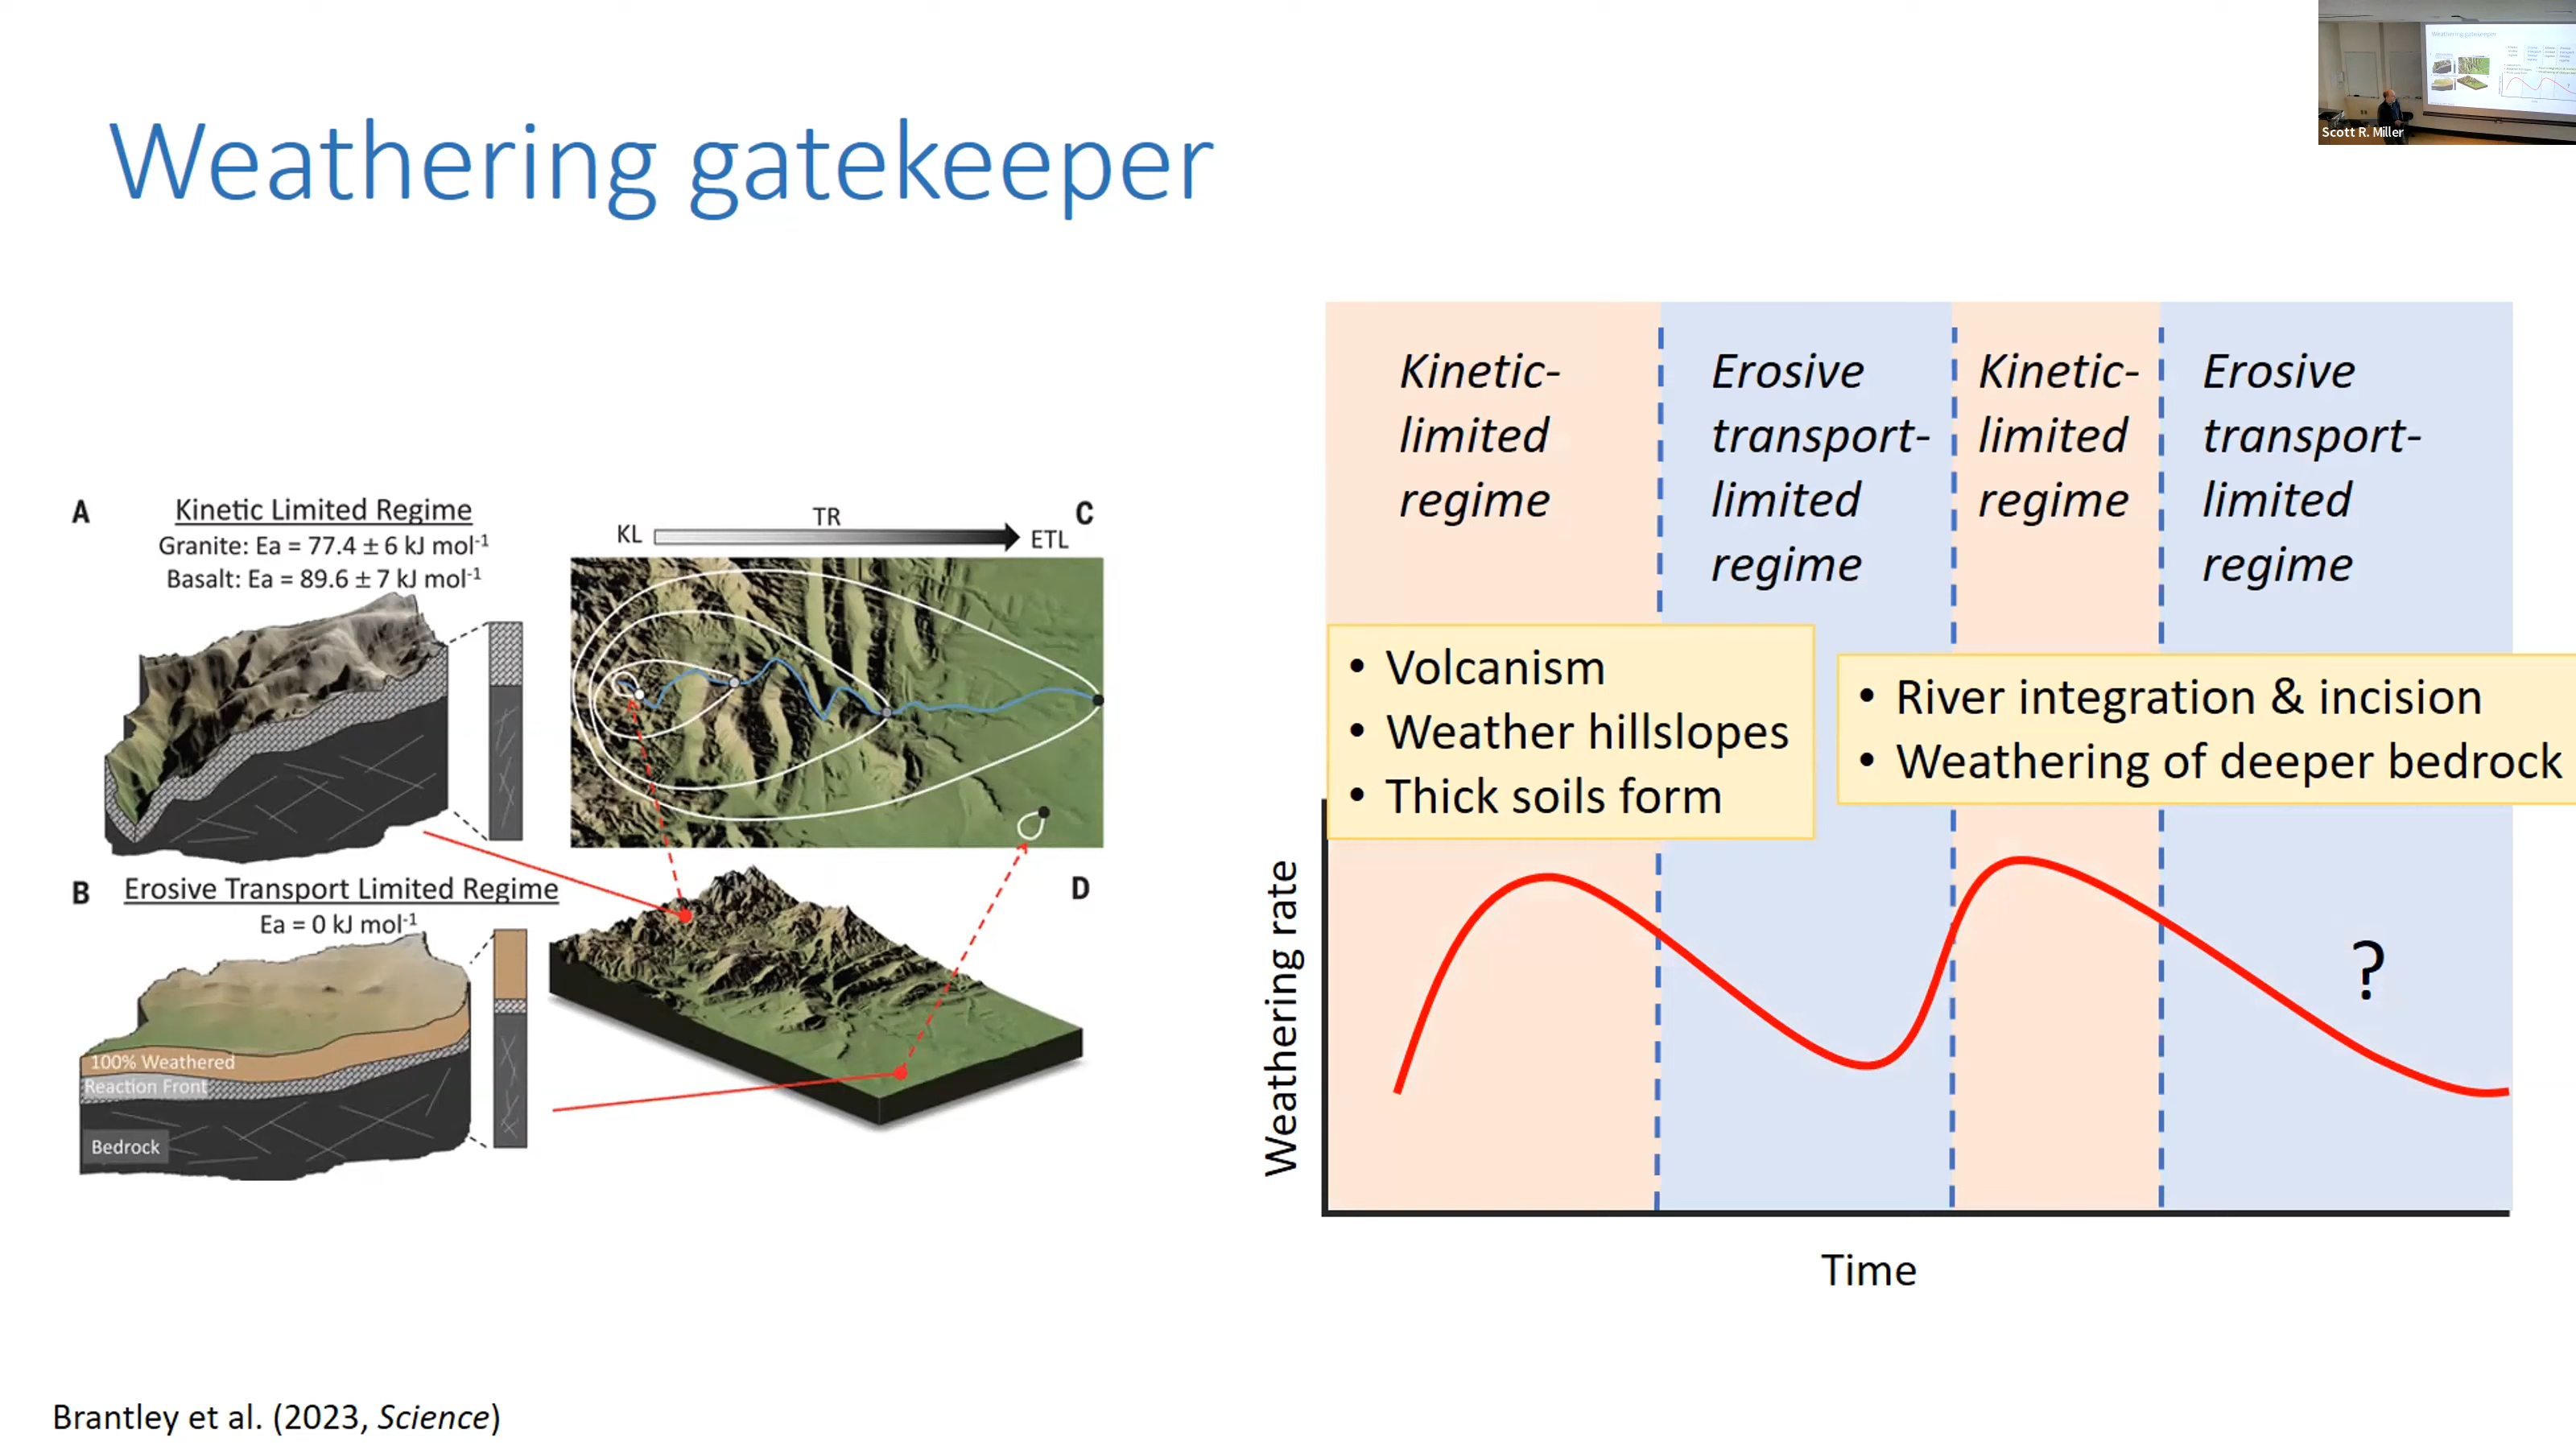 Weathering gatekeeper
Scott R. Miller
A
Kinetic Limited Regime
Granite: Ea = 77.4 ± 6 kJ mol-1
Basalt: Ea = 89.6 ± 7 kJ mol-1
KL
TR
ETL
C
B
Erosive Transport Limited Regime
Ea = 0 kJ mol-1
100% Weathered
Reaction Front
Bedrock
D
Kinetic-
limited
regime
Erosive
transport-
limited
regime
Kinetic-
limited
regime
Erosive
transport-
limited
regime
• Volcanism
• Weather hillslopes
• Thick soils form
• River integration & incision
• Weathering of deeper bedrock
Weathering rate
?
Time
Brantley et al. (2023, Science)
Weathering gatekeeper